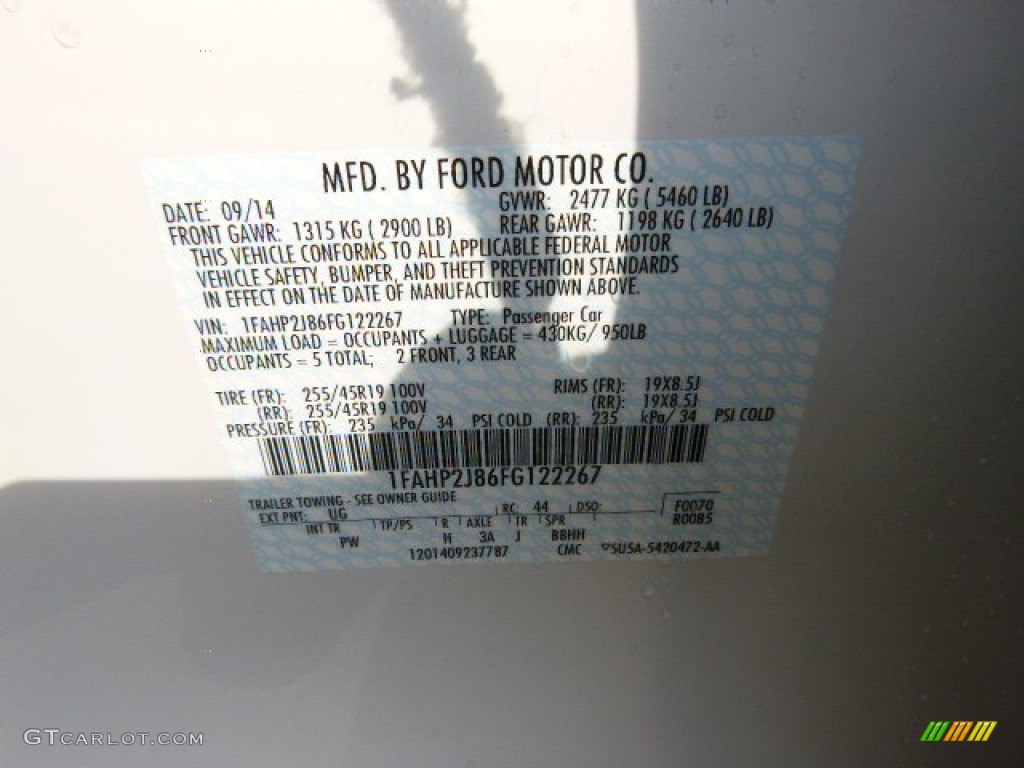 MFD. BY FORD MOTOR CO.
DATE: 09/14 GVWR: 2477 KG ( 5460 LB)
FRONT GAWR: 1315 KG ( 2900 LB) REAR GAWR: 1198 KG ( 2640 LB)
THIS VEHICLE CONFORMS TO ALL APPLICABLE FEDERAL MOTOR
VEHICLE SAFETY, BUMPER, AND THEFT PREVENTION STANDARDS
IN EFFECT ON THE DATE OF MANUFACTURE SHOWN ABOVE.
VIN: 1FAHP2J86FG122267 TYPE: Passenger Car
MAXIMUM LOAD = OCCUPANTS + LUGGAGE = 430KG/ 950LB
OCCUPANTS = 5 TOTAL; 2 FRONT, 3 REAR
TIRE (FR): 255/45R19 100V RIMS (FR): 19X8.5J
(RR): 255/45R19 100V (RR): 19X8.5J
PRESSURE (FR): 235 kPa/ 34 PSI COLD (RR): 235 kPa/ 34 PSI COLD
1FAHP2J86FG122267
TRAILER TOWING - SEE OWNER GUIDE
EXT PNT: UG RC: 44 DSO: F0070
R0085
INT TR TP/PS R AXLE TR SPR
PW H 3A J BBHH
1201409237787 CMC ▽SU5A-5420472-AA
GTCARLOT.COM